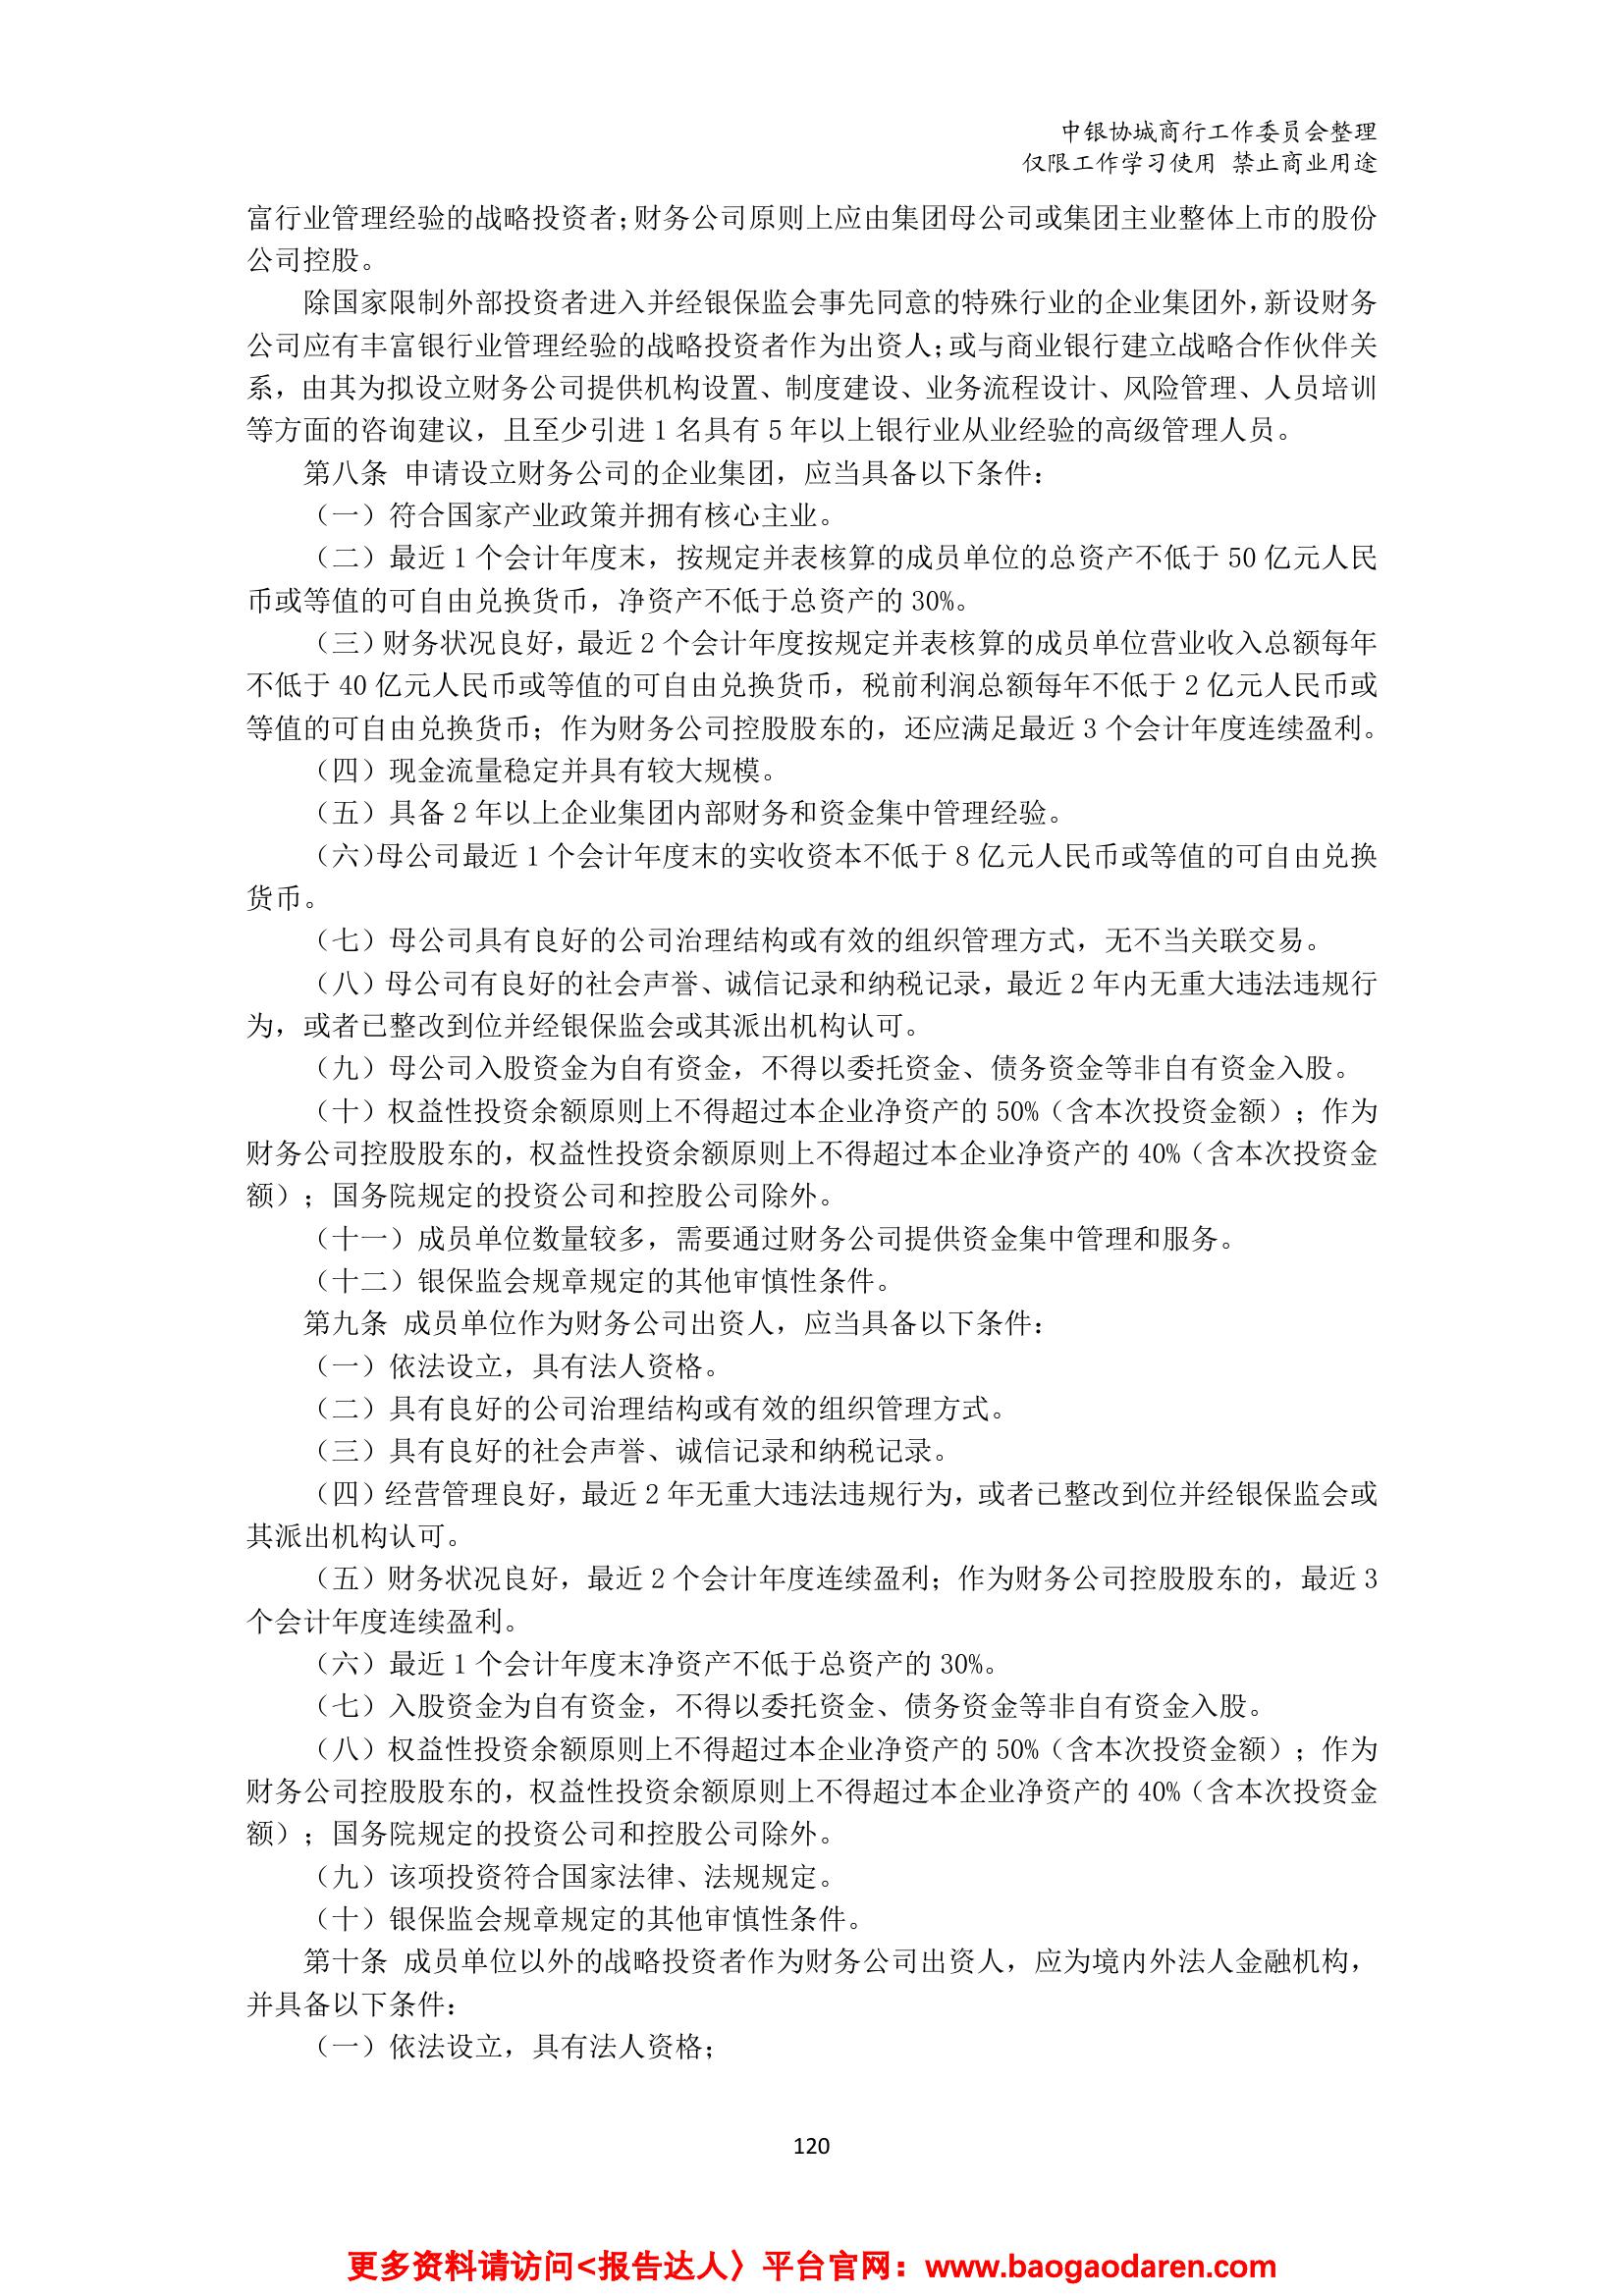 中银协城商行工作委员会整理
仅限工作学习使用 禁止商业用途
富行业管理经验的战略投资者；财务公司原则上应由集团母公司或集团主业整体上市的股份
公司控股。
除国家限制外部投资者进入并经银保监会事先同意的特殊行业的企业集团外，新设财务
公司应有丰富银行业管理经验的战略投资者作为出资人；或与商业银行建立战略合作伙伴关
系，由其为拟设立财务公司提供机构设置、制度建设、业务流程设计、风险管理、人员培训
等方面的咨询建议，且至少引进 1 名具有 5 年以上银行业从业经验的高级管理人员。
第八条 申请设立财务公司的企业集团，应当具备以下条件：
（一）符合国家产业政策并拥有核心主业。
（二）最近 1 个会计年度末，按规定并表核算的成员单位的总资产不低于 50 亿元人民
币或等值的可自由兑换货币，净资产不低于总资产的 30%。
（三）财务状况良好，最近 2 个会计年度按规定并表核算的成员单位营业收入总额每年
不低于 40 亿元人民币或等值的可自由兑换货币，税前利润总额每年不低于 2 亿元人民币或
等值的可自由兑换货币；作为财务公司控股股东的，还应满足最近 3 个会计年度连续盈利。
（四）现金流量稳定并具有较大规模。
（五）具备 2 年以上企业集团内部财务和资金集中管理经验。
（六）母公司最近 1 个会计年度末的实收资本不低于 8 亿元人民币或等值的可自由兑换
货币。
（七）母公司具有良好的公司治理结构或有效的组织管理方式，无不当关联交易。
（八）母公司有良好的社会声誉、诚信记录和纳税记录，最近 2 年内无重大违法违规行
为，或者已整改到位并经银保监会或其派出机构认可。
（九）母公司入股资金为自有资金，不得以委托资金、债务资金等非自有资金入股。
（十）权益性投资余额原则上不得超过本企业净资产的 50%（含本次投资金额）；作为
财务公司控股股东的，权益性投资余额原则上不得超过本企业净资产的 40%（含本次投资金
额）；国务院规定的投资公司和控股公司除外。
（十一）成员单位数量较多，需要通过财务公司提供资金集中管理和服务。
（十二）银保监会规章规定的其他审慎性条件。
第九条 成员单位作为财务公司出资人，应当具备以下条件：
（一）依法设立，具有法人资格。
（二）具有良好的公司治理结构或有效的组织管理方式。
（三）具有良好的社会声誉、诚信记录和纳税记录。
（四）经营管理良好，最近 2 年无重大违法违规行为，或者已整改到位并经银保监会或
其派出机构认可。
（五）财务状况良好，最近 2 个会计年度连续盈利；作为财务公司控股股东的，最近 3
个会计年度连续盈利。
（六）最近 1 个会计年度末净资产不低于总资产的 30%。
（七）入股资金为自有资金，不得以委托资金、债务资金等非自有资金入股。
（八）权益性投资余额原则上不得超过本企业净资产的 50%（含本次投资金额）；作为
财务公司控股股东的，权益性投资余额原则上不得超过本企业净资产的 40%（含本次投资金
额）；国务院规定的投资公司和控股公司除外。
（九）该项投资符合国家法律、法规规定。
（十）银保监会规章规定的其他审慎性条件。
第十条 成员单位以外的战略投资者作为财务公司出资人，应为境内外法人金融机构，
并具备以下条件：
（一）依法设立，具有法人资格；
120
更多资料请访问<报告达人〉平台官网：www.baogaodaren.com